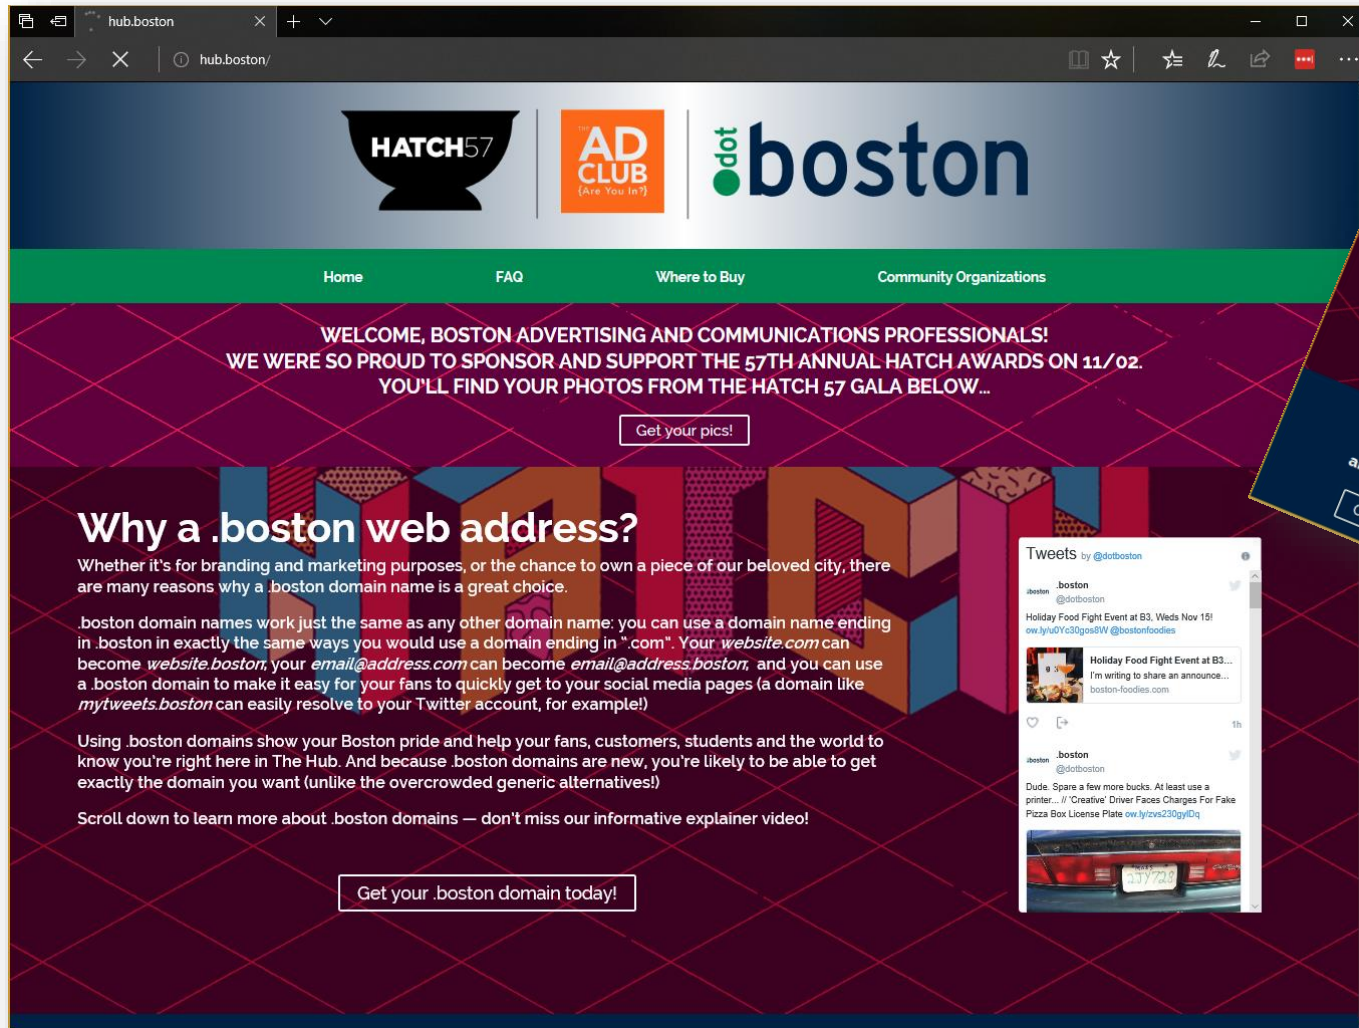 hub.boston
hub.boston/
HATCH57
THE
AD
CLUB
{Are You In?}
dot
boston
Home
FAQ
Where to Buy
Community Organizations
WELCOME, BOSTON ADVERTISING AND COMMUNICATIONS PROFESSIONALS!
WE WERE SO PROUD TO SPONSOR AND SUPPORT THE 57TH ANNUAL HATCH AWARDS ON 11/02.
YOU'LL FIND YOUR PHOTOS FROM THE HATCH 57 GALA BELOW...
Get your pics!
HATCH
Why a .boston web address?
Whether it's for branding and marketing purposes, or the chance to own a piece of our beloved city, there
are many reasons why a .boston domain name is a great choice.
.boston domain names work just the same as any other domain name: you can use a domain name ending
in .boston in exactly the same ways you would use a domain ending in ".com". Your website.com can
become website.boston, your email@address.com can become email@address.boston, and you can use
a .boston domain to make it easy for your fans to quickly get to your social media pages (a domain like
mytweets.boston can easily resolve to your Twitter account, for example!)
Using .boston domains show your Boston pride and help your fans, customers, students and the world to
know you're right here in The Hub. And because .boston domains are new, you're likely to be able to get
exactly the domain you want (unlike the overcrowded generic alternatives!)
Scroll down to learn more about .boston domains — don't miss our informative explainer video!
Get your .boston domain today!
Tweets by @dotboston
.boston
.boston
@dotboston
Holiday Food Fight Event at B3, Weds Nov 15!
ow.ly/u0Yc30gos8W @bostonfoodies
Holiday Food Fight Event at B3...
I'm writing to share an announce...
boston-foodies.com
1h
.boston
.boston
@dotboston
Dude. Spare a few more bucks. At least use a
printer... // 'Creative' Driver Faces Charges For Fake
Pizza Box License Plate ow.ly/zvs230gylDq